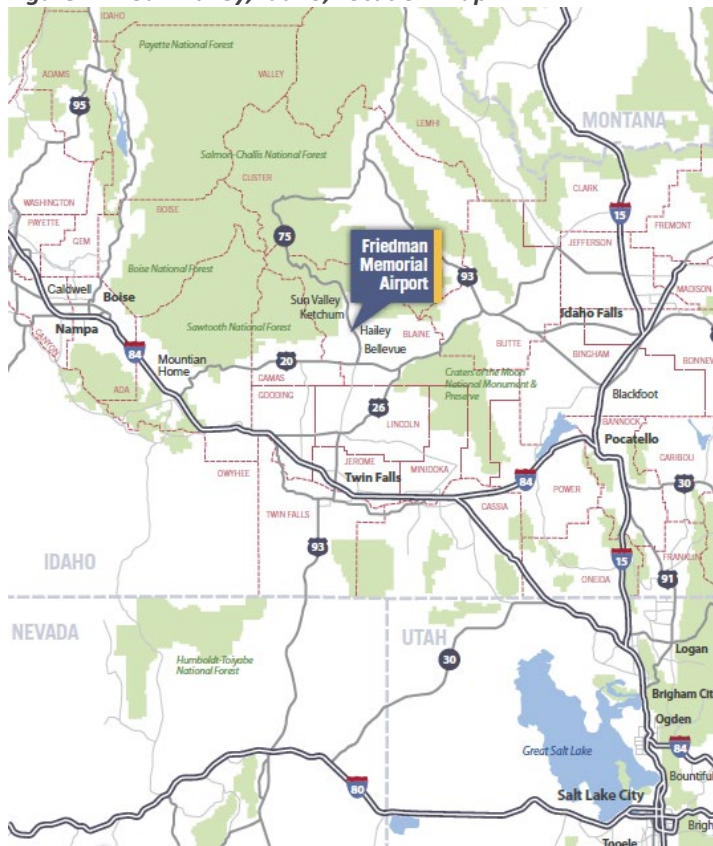 IDAHO
Payette National Forest
ADAMS
VALLEY
95
LEMHI
MONTANA
Salmon-Challis National Forest
CUSTER
CLARK
WASHINGTON
PAYETTE
BOISE
15
FREMONT
GEM
75
JEFFERSON
Friedman
Memorial
Airport
Boise National Forest
93
MADISON
Caldwell
Boise
Sun Valley
Ketchum
Idaho Falls
Nampa
Sawtooth National Forest
Hailey
BLAINE
BUTTE
CANYON
84
Bellevue
BINGHAM
Mountian
Home
20
BONNEV
ADA
CAMAS
Craters of the Moon
National Monument &
Preserve
GOODING
26
Blackfoot
LINCOLN
BANNOCK
Pocatello
JEROME
MINIDOKA
CARIBOU
OWYHEE
Twin Falls
84
POWER
30
TWIN FALLS
CASSIA
93
15
FRANKLIN
IDAHO
ONEIDA
91
NEVADA
UTAH
Humboldt-Toiyabe
National Forest
30
Logan
Brigham Cit
Ogden
Great Salt Lake
84
Bountiful
80
Salt Lake City
Brigh
Tooele